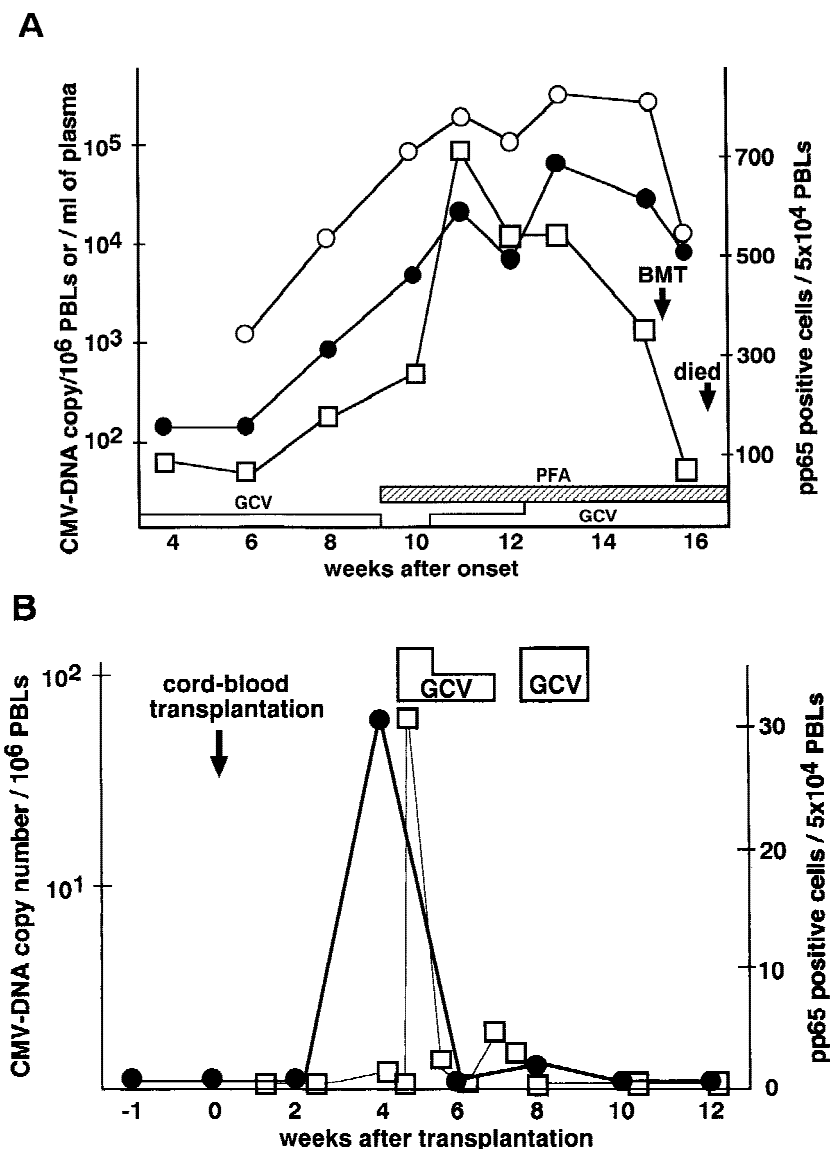 A
CMV-DNA copy/10⁶ PBLs or / ml of plasma
10⁵
10⁴
10³
10²
700
500
300
100
pp65 positive cells / 5x10⁴ PBLs
BMT
died
PFA
GCV
GCV
4 6 8 10 12 14 16
weeks after onset
B
CMV-DNA copy number / 10⁶ PBLs
10²
10¹
cord-blood
transplantation
GCV
GCV
30
20
10
0
pp65 positive cells / 5x10⁴ PBLs
-1 0 2 4 6 8 10 12
weeks after transplantation